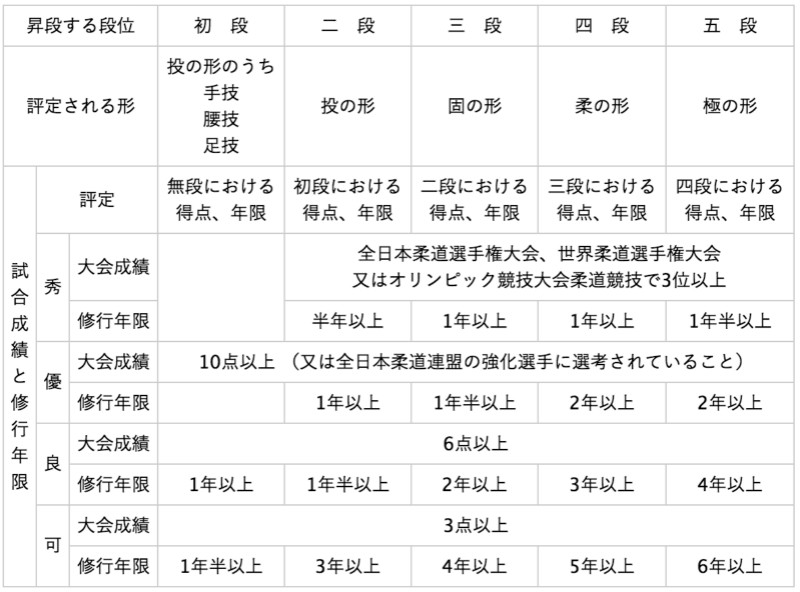 昇段する段位 初　段 二　段 三　段 四　段 五　段
評定される形 投の形のうち 投の形 固の形 柔の形 極の形
手技
腰技
足技
試合成績と修行年限
評定 無段における 初段における 二段における 三段における 四段における
得点、年限 得点、年限 得点、年限 得点、年限 得点、年限
秀
大会成績 全日本柔道選手権大会、世界柔道選手権大会
又はオリンピック競技大会柔道競技で3位以上
修行年限 半年以上 1年以上 1年以上 1年半以上
優
大会成績 10点以上　（又は全日本柔道連盟の強化選手に選考されていること）
修行年限 1年以上 1年半以上 2年以上 2年以上
良
大会成績 6点以上
修行年限 1年以上 1年半以上 2年以上 3年以上 4年以上
可
大会成績 3点以上
修行年限 1年半以上 3年以上 4年以上 5年以上 6年以上